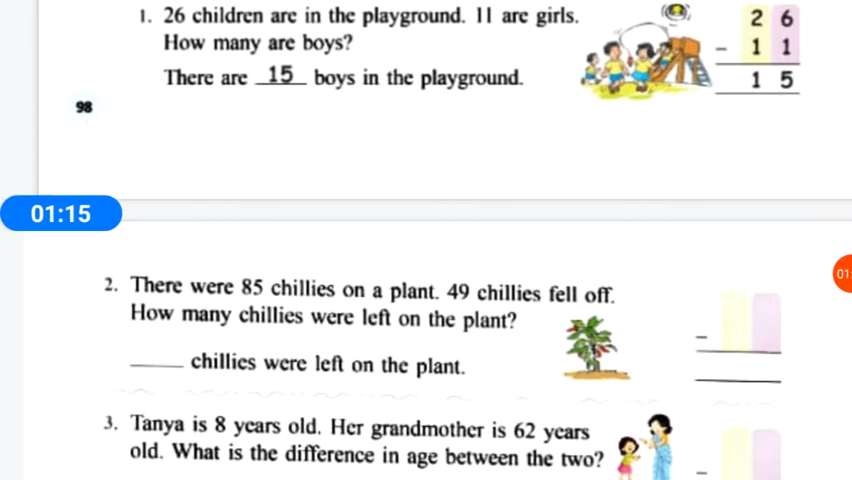 1. 26 children are in the playground. 11 are girls.
How many are boys?
There are 15 boys in the playground.
2 6
- 1 1
1 5
98
01:15
2. There were 85 chillies on a plant. 49 chillies fell off.
How many chillies were left on the plant?
_____ chillies were left on the plant.
-
01:
3. Tanya is 8 years old. Her grandmother is 62 years
old. What is the difference in age between the two?
-